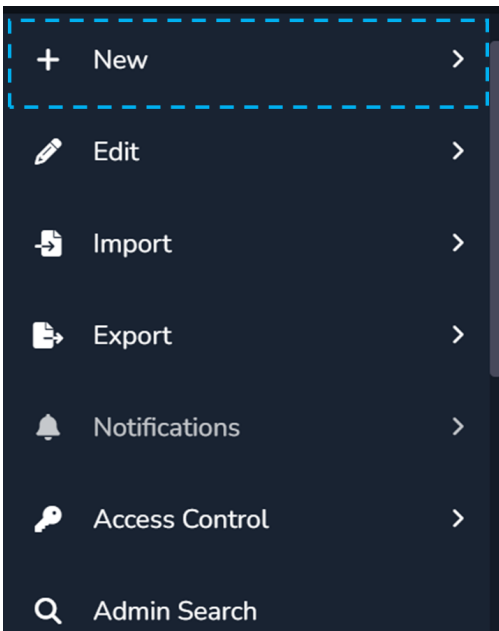 New
Edit
Import
Export
Notifications
Access Control
Admin Search